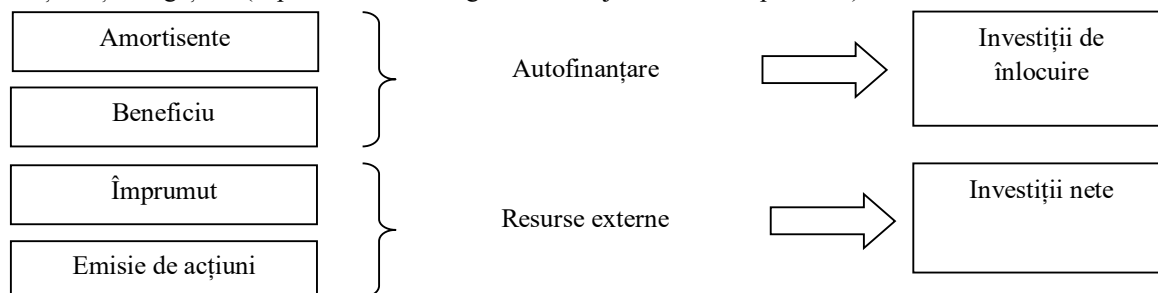 Amortisente
Beneficiu
Autofinanțare
Investiții de
înlocuire
Împrumut
Emisie de acțiuni
Resurse externe
Investiții nete